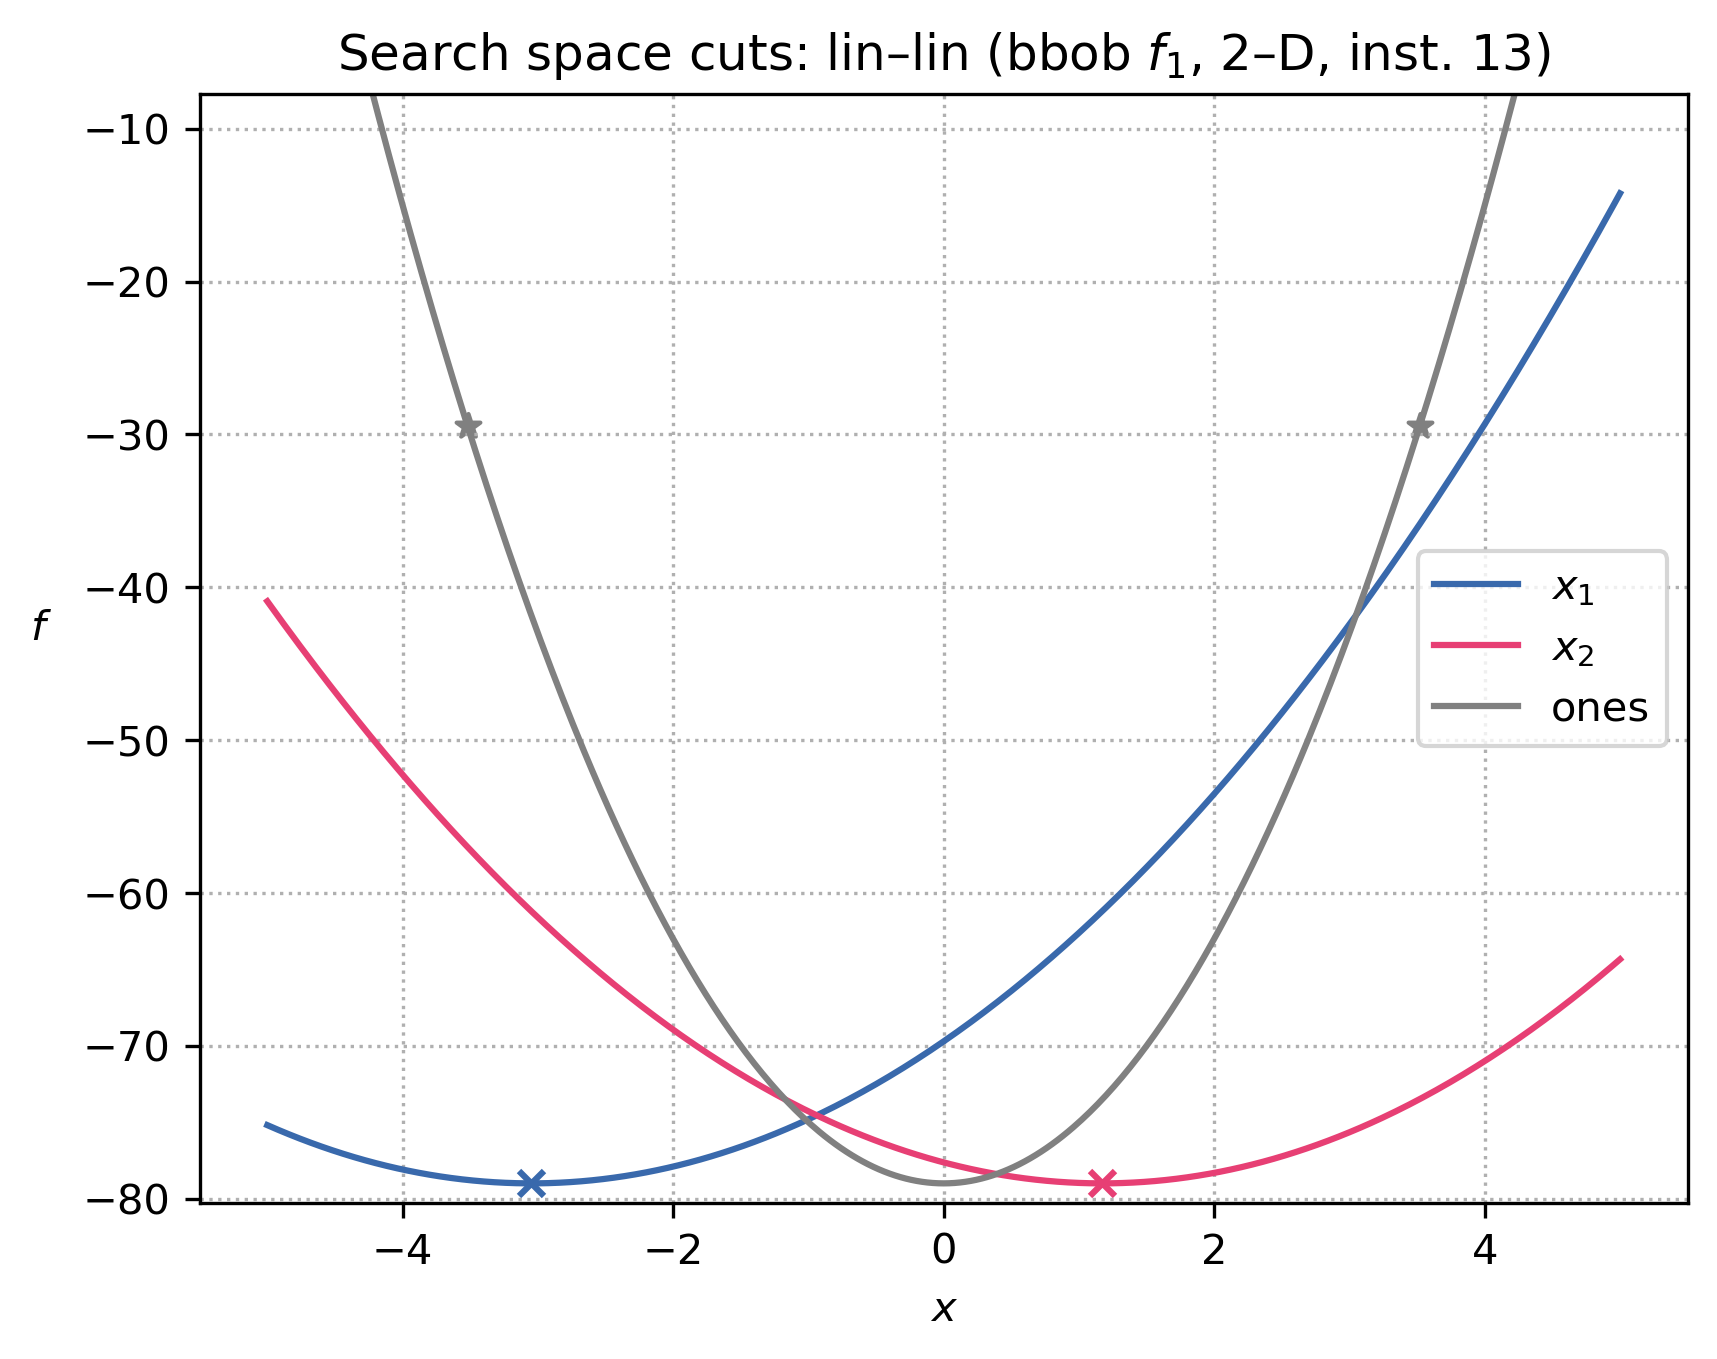 Search space cuts: lin–lin (bbob f₁, 2–D, inst. 13)
−10
−20
−30
−40
−50
−60
−70
−80
f
x₁
x₂
ones
−4 −2 0 2 4
x